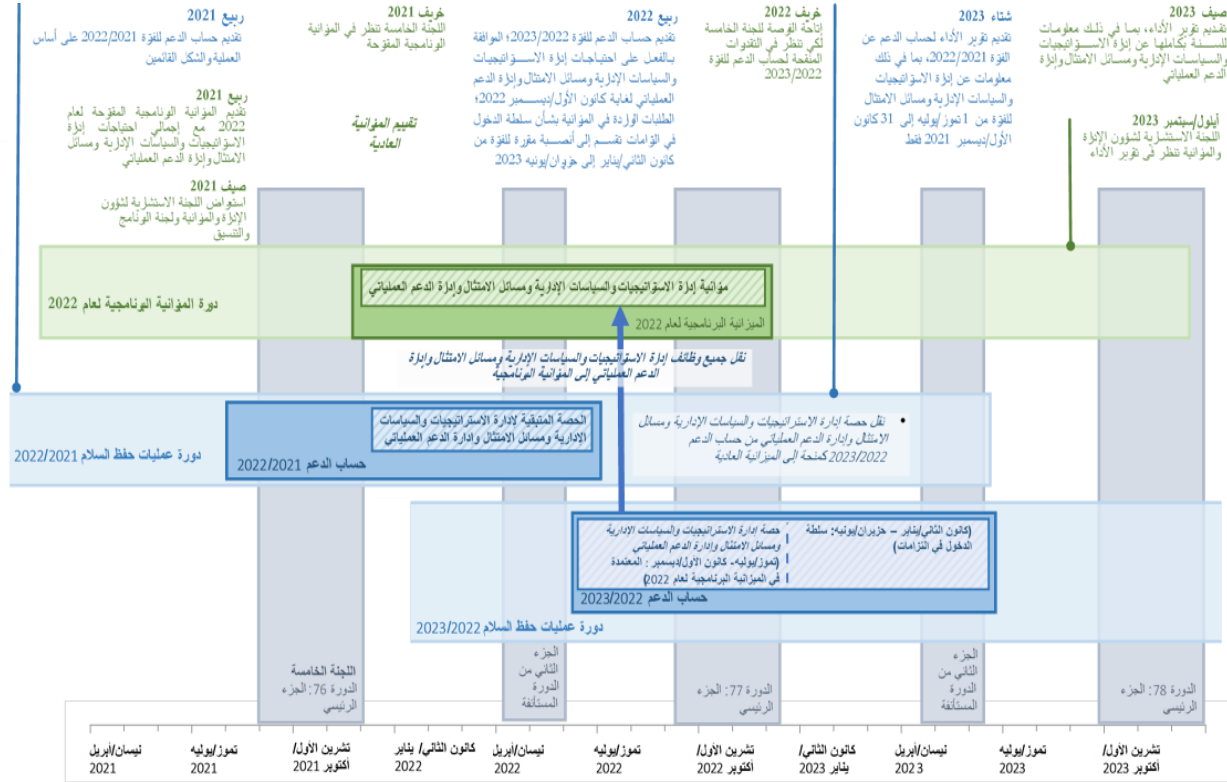 ربيع 2021
تقديم حساب الدعم للفترة 2022/2021 على أساس
العملية والشكل القائمين
ربيع 2021
تقديم الميزانية البرنامجية المقترحة لعام
2022 مع إجمالي احتياجات إدارة
الاستراتيجيات والسياسات الإدارية ومسائل
الامتثال وإدارة الدعم العملياتي
صيف 2021
استعراض اللجنة الاستشارية لشؤون
الإدارة والميزانية ولجنة البرنامج
والتنسيق
خريف 2021
اللجنة الخامسة تنظر في الميزانية
البرنامجية المقترحة
تقييم الميزانية
العادية
ربيع 2022
تقديم حساب الدعم للفترة 2023/2022؛ الموافقة
بالفعل على احتياجات إدارة الاستراتيجيات
والسياسات الإدارية ومسائل الامتثال وإدارة الدعم
العملياتي لغاية كانون الأول/ديسمبر 2022؛
الطلبات الواردة في الميزانية بشأن سلطة الدخول
في التزامات تقسم إلى أنصبة مقررة للفترة من
كانون الثاني/يناير إلى حزيران/يونيه 2023
خريف 2022
إتاحة الفرصة للجنة الخامسة
لكي تنظر في التقديرات
المنقحة لحساب الدعم للفترة
2023/2022
شتاء 2023
تقديم تقرير الأداء لحساب الدعم عن
الفترة 2022/2021، بما في ذلك
معلومات عن إدارة الاستراتيجيات
والسياسات الإدارية ومسائل الامتثال
للفترة من 1 تموز/يوليه إلى 31 كانون
الأول/ديسمبر 2021 فقط
صيف 2023
تقديم تقرير الأداء، بما في ذلك معلومات
للسنة بكاملها عن إدارة الاستراتيجيات
والسياسات الإدارية ومسائل الامتثال وإدارة
الدعم العملياتي
أيلول/سبتمبر 2023
اللجنة الاستشارية لشؤون الإدارة
والميزانية تنظر في تقرير الأداء
دورة الميزانية البرنامجية لعام 2022
ميزانية إدارة الاستراتيجيات والسياسات الإدارية ومسائل الامتثال وإدارة الدعم العملياتي
الميزانية البرنامجية لعام 2022
نقل جميع وظائف إدارة الاستراتيجيات والسياسات الإدارية ومسائل الامتثال وإدارة
الدعم العملياتي إلى الميزانية البرنامجية
دورة عمليات حفظ السلام 2022/2021
الحصة المتبقية لإدارة الاستراتيجيات والسياسات
الإدارية ومسائل الامتثال وإدارة الدعم العملياتي
حساب الدعم 2022/2021
• نقل حصة إدارة الاستراتيجيات والسياسات الإدارية ومسائل
الامتثال وإدارة الدعم العملياتي من حساب الدعم
2023/2022 كمنحة إلى الميزانية العادية
حصة إدارة الاستراتيجيات والسياسات الإدارية
ومسائل الامتثال وإدارة الدعم العملياتي
(تموز/يوليه- كانون الأول/ديسمبر : المعتمدة
في الميزانية البرنامجية لعام 2022)
(كانون الثاني/يناير – حزيران/يونيه: سلطة
الدخول في التزامات)
حساب الدعم 2023/2022
دورة عمليات حفظ السلام 2023/2022
اللجنة الخامسة
الدورة 76: الجزء
الرئيسي
الجزء
الثاني من
الدورة
المستأنفة
الدورة 77: الجزء
الرئيسي
الجزء
الثاني من
الدورة
المستأنفة
الدورة 78: الجزء
الرئيسي
نيسان/أبريل
2021
تموز/يوليه
2021
تشرين الأول/
أكتوبر 2021
كانون الثاني/ يناير
2022
نيسان/أبريل
2022
تموز/يوليه
2022
تشرين الأول/
أكتوبر 2022
كانون الثاني/
يناير 2023
نيسان/أبريل
2023
تموز/يوليه
2023
تشرين الأول/
أكتوبر 2023